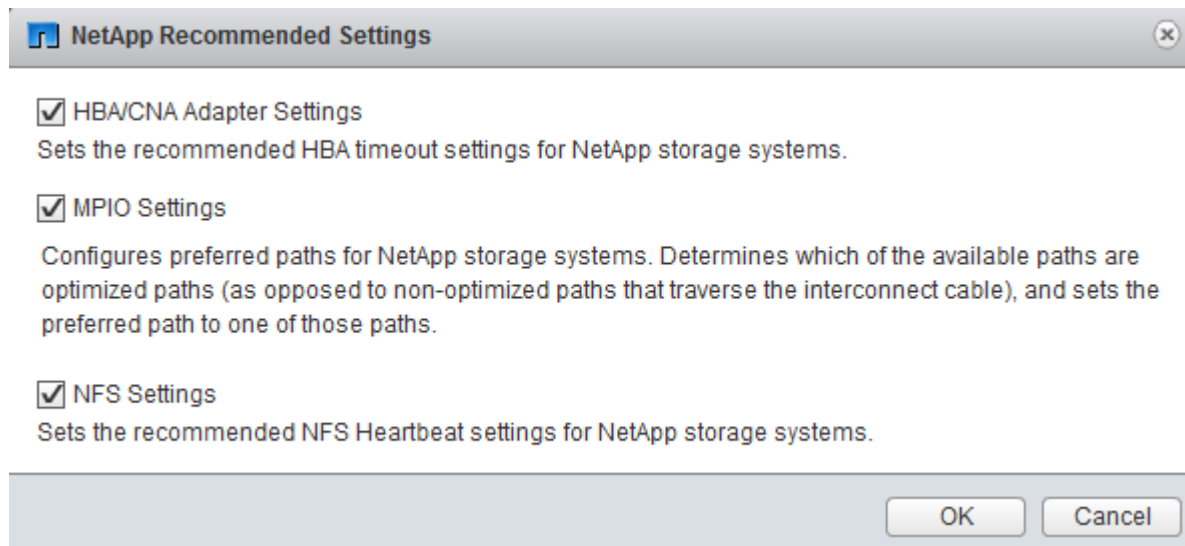 NetApp Recommended Settings
HBA/CNA Adapter Settings
Sets the recommended HBA timeout settings for NetApp storage systems.
MPIO Settings
Configures preferred paths for NetApp storage systems. Determines which of the available paths are
optimized paths (as opposed to non-optimized paths that traverse the interconnect cable), and sets the
preferred path to one of those paths.
NFS Settings
Sets the recommended NFS Heartbeat settings for NetApp storage systems.
OK Cancel